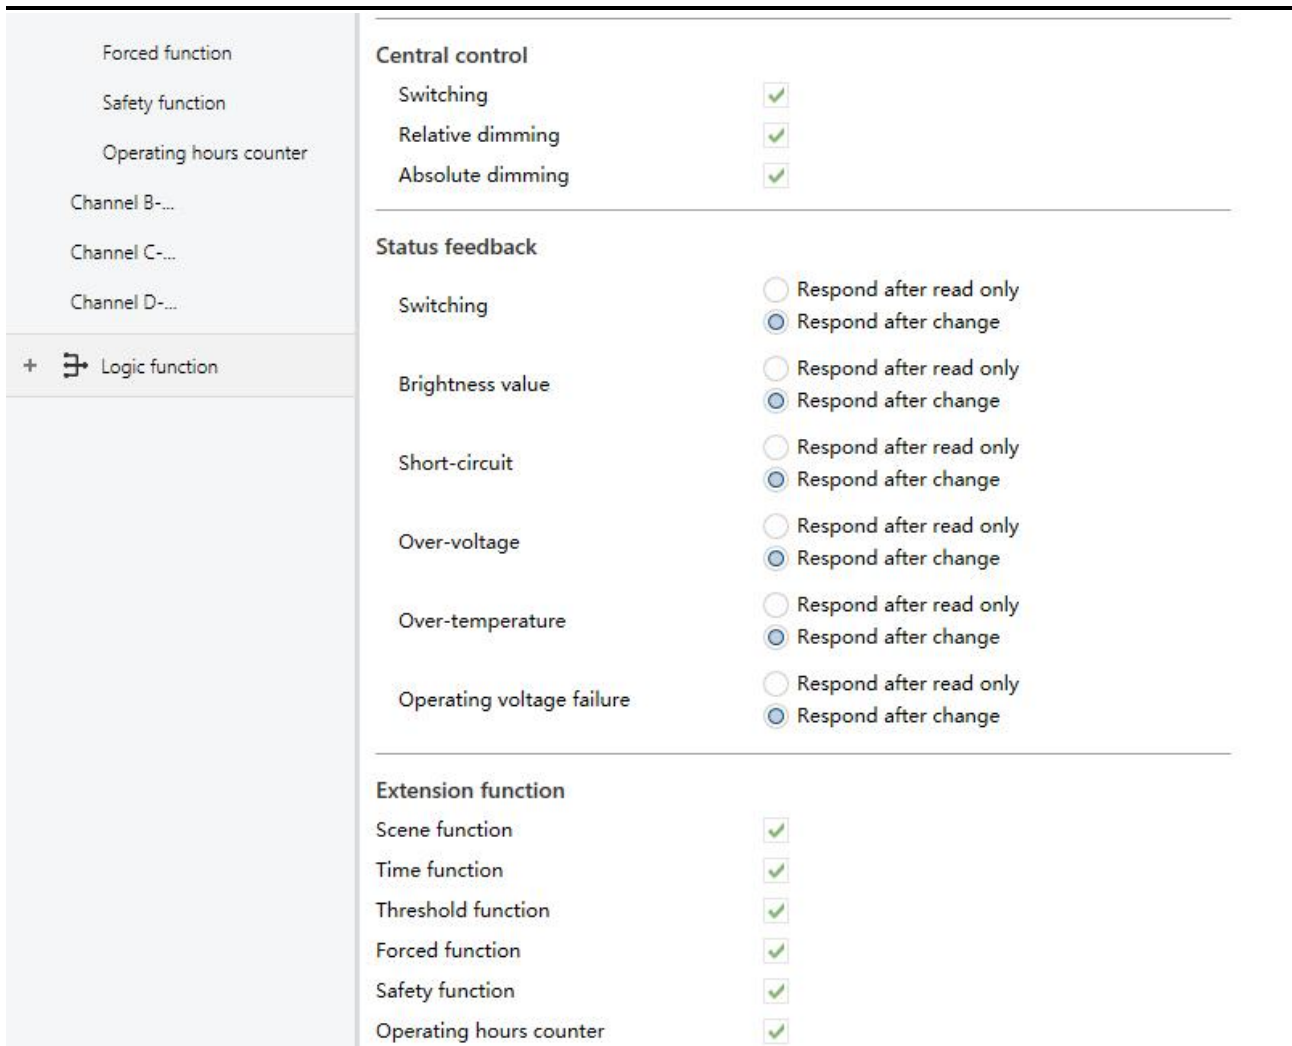 Forced function
Safety function
Operating hours counter
Channel B-...
Channel C-...
Channel D-...
+ Logic function
Central control
Switching
Relative dimming
Absolute dimming
Status feedback
Switching
Respond after read only
Respond after change
Brightness value
Respond after read only
Respond after change
Short-circuit
Respond after read only
Respond after change
Over-voltage
Respond after read only
Respond after change
Over-temperature
Respond after read only
Respond after change
Operating voltage failure
Respond after read only
Respond after change
Extension function
Scene function
Time function
Threshold function
Forced function
Safety function
Operating hours counter